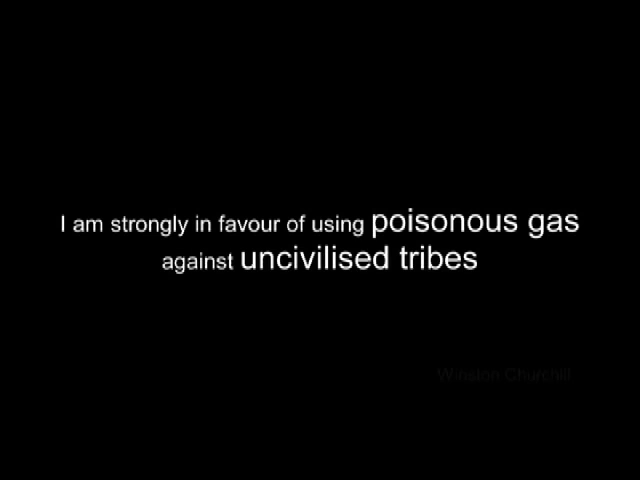 I am strongly in favour of using poisonous gas
against uncivilised tribes
Winston Churchill